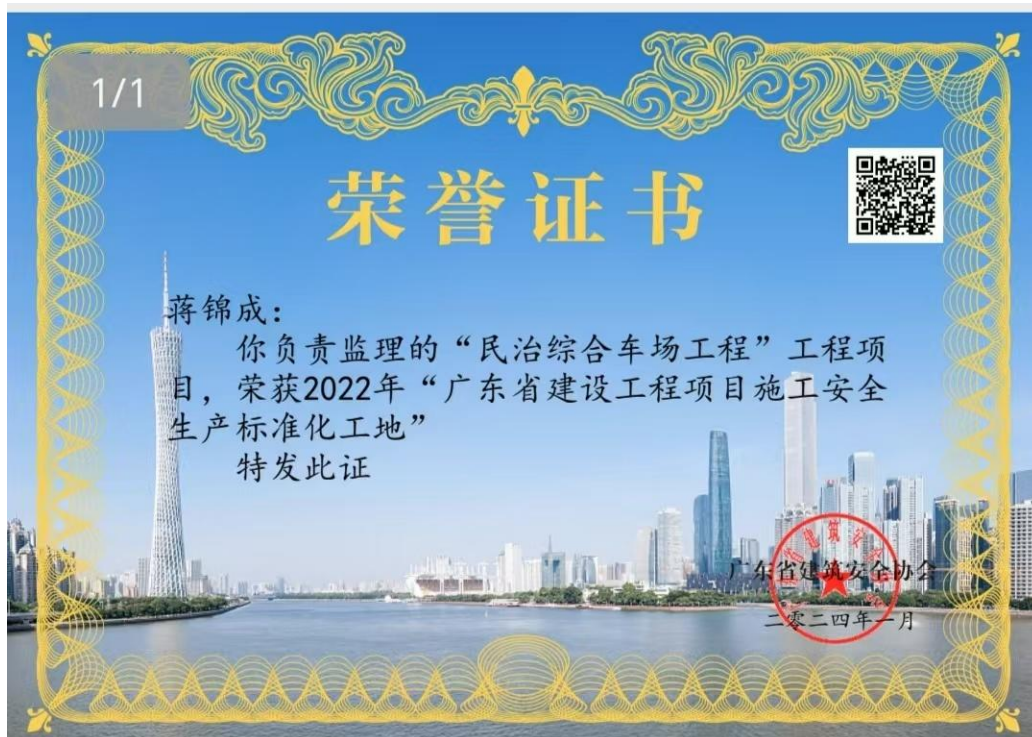 1/1
荣誉证书
蒋锦成：
你负责监理的“民治综合车场工程”工程项
目，荣获2022年“广东省建设工程项目施工安全
生产标准化工地”
特发此证
广东省建筑安全协会
二零二四年一月